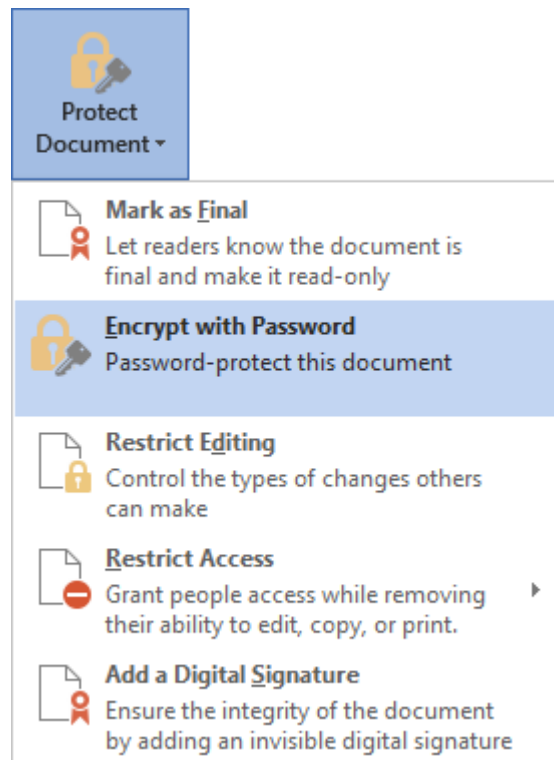 Protect
Document
Mark as Final
Let readers know the document is
final and make it read-only
Encrypt with Password
Password-protect this document
Restrict Editing
Control the types of changes others
can make
Restrict Access
Grant people access while removing
their ability to edit, copy, or print.
Add a Digital Signature
Ensure the integrity of the document
by adding an invisible digital signature